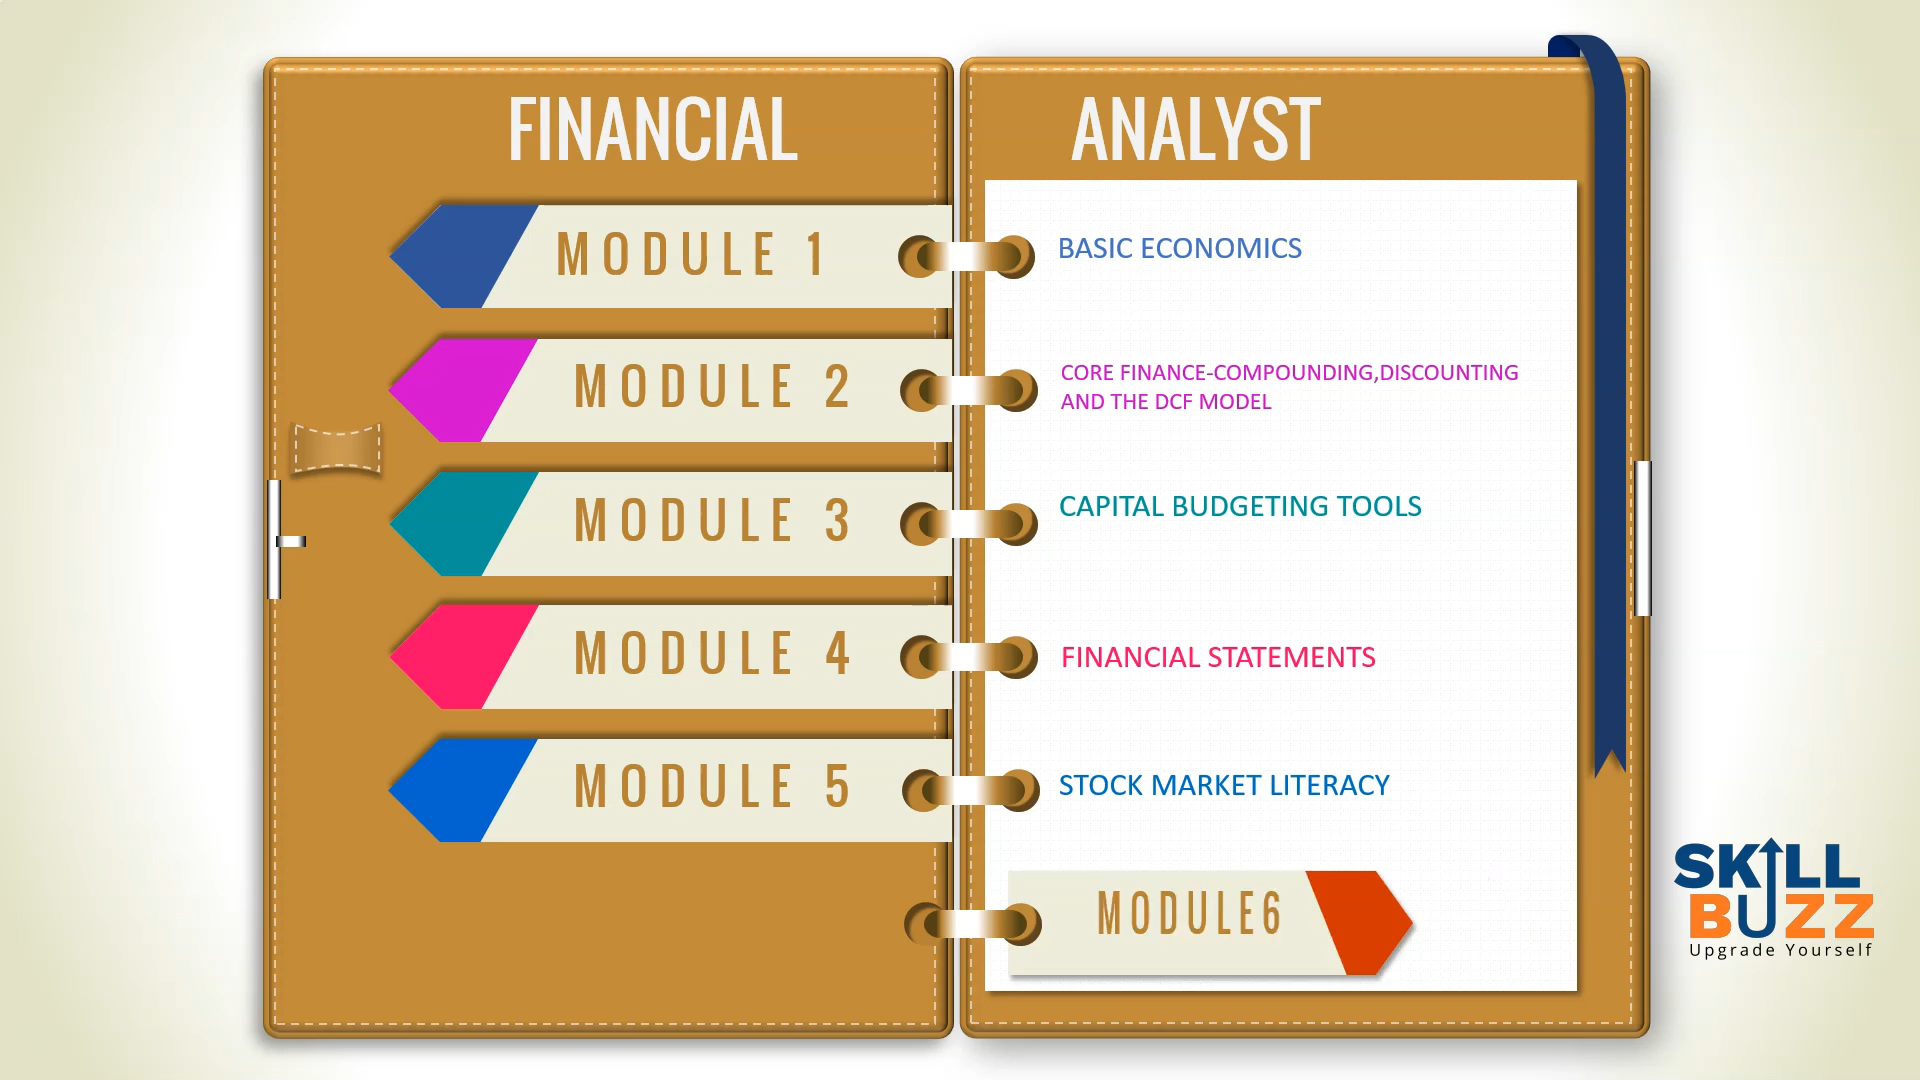 FINANCIAL ANALYST
MODULE 1
BASIC ECONOMICS
MODULE 2
CORE FINANCE-COMPOUNDING,DISCOUNTING
AND THE DCF MODEL
MODULE 3
CAPITAL BUDGETING TOOLS
MODULE 4
FINANCIAL STATEMENTS
MODULE 5
STOCK MARKET LITERACY
MODULE6
SKILL
BUZZ
Upgrade Yourself